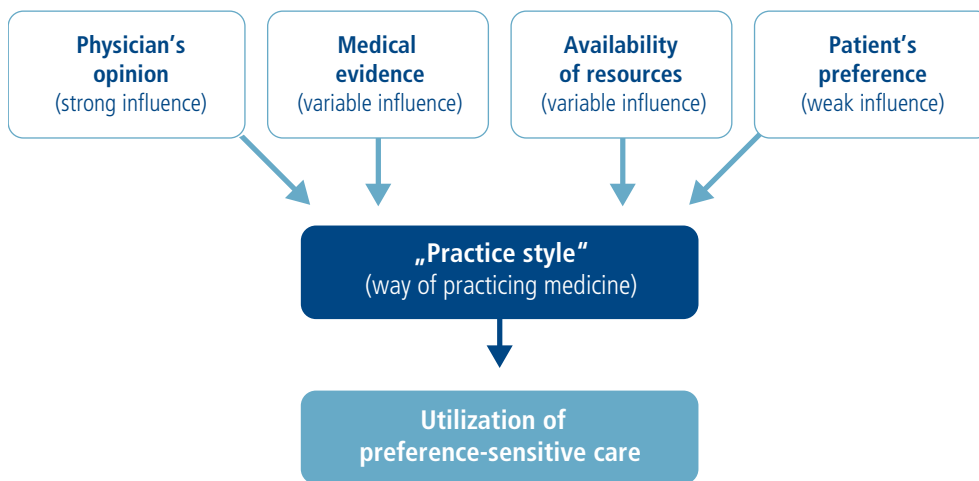 Physician's
opinion
(strong influence)
Medical
evidence
(variable influence)
Availability
of resources
(variable influence)
Patient's
preference
(weak influence)
„Practice style“
(way of practicing medicine)
Utilization of
preference-sensitive care